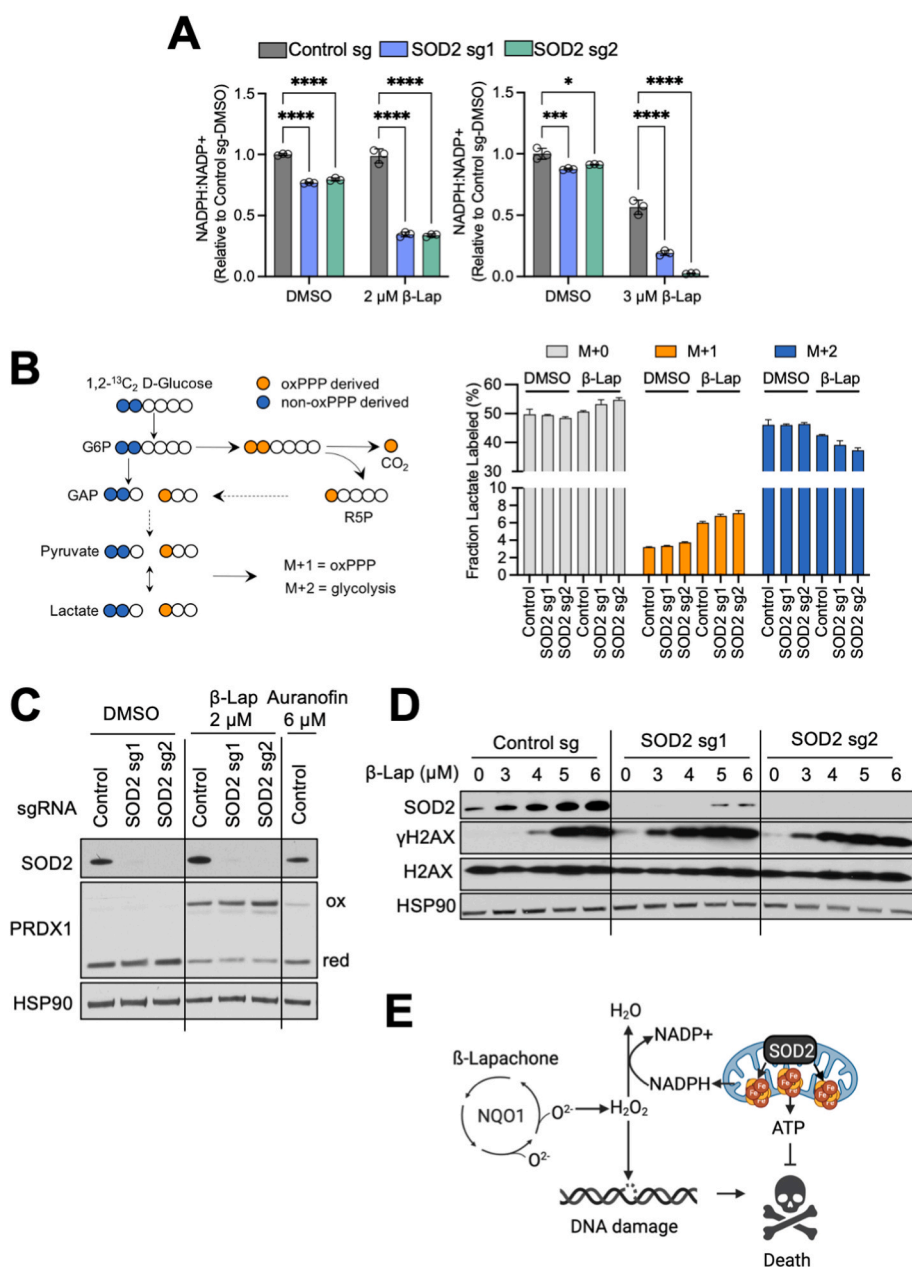 A
Control sg SOD2 sg1 SOD2 sg2
NADPH:NADP+
(Relative to Control sg-DMSO)
1.5
1.0
0.5
0.0
**** ****
**** ****
DMSO 2 μM β-Lap
NADPH:NADP+
(Relative to Control sg-DMSO)
1.5
1.0
0.5
0.0
* ****
*** ****
DMSO 3 μM β-Lap
B
1,2-¹³C₂ D-Glucose
oxPPP derived
non-oxPPP derived
G6P
CO₂
GAP
R5P
Pyruvate
M+1 = oxPPP
M+2 = glycolysis
Lactate
M+0 M+1 M+2
DMSO β-Lap DMSO β-Lap DMSO β-Lap
Fraction Lactate Labeled (%)
60
50
40
30
10
8
6
4
2
0
Control
SOD2 sg1
SOD2 sg2
Control
SOD2 sg1
SOD2 sg2
Control
SOD2 sg1
SOD2 sg2
Control
SOD2 sg1
SOD2 sg2
Control
SOD2 sg1
SOD2 sg2
Control
SOD2 sg1
SOD2 sg2
C
DMSO
β-Lap
2 μM
Auranofin
6 μM
sgRNA
Control
SOD2 sg1
SOD2 sg2
Control
SOD2 sg1
SOD2 sg2
Control
SOD2
PRDX1
ox
red
HSP90
D
Control sg SOD2 sg1 SOD2 sg2
β-Lap (μM) 0 3 4 5 6 0 3 4 5 6 0 3 4 5 6
SOD2
γH2AX
H2AX
HSP90
E
H₂O
NADP+
SOD2
ß-Lapachone
NADPH
Fe Fe Fe Fe Fe Fe Fe Fe Fe
NQO1
O²⁻
H₂O₂
O²⁻
ATP
DNA damage
Death